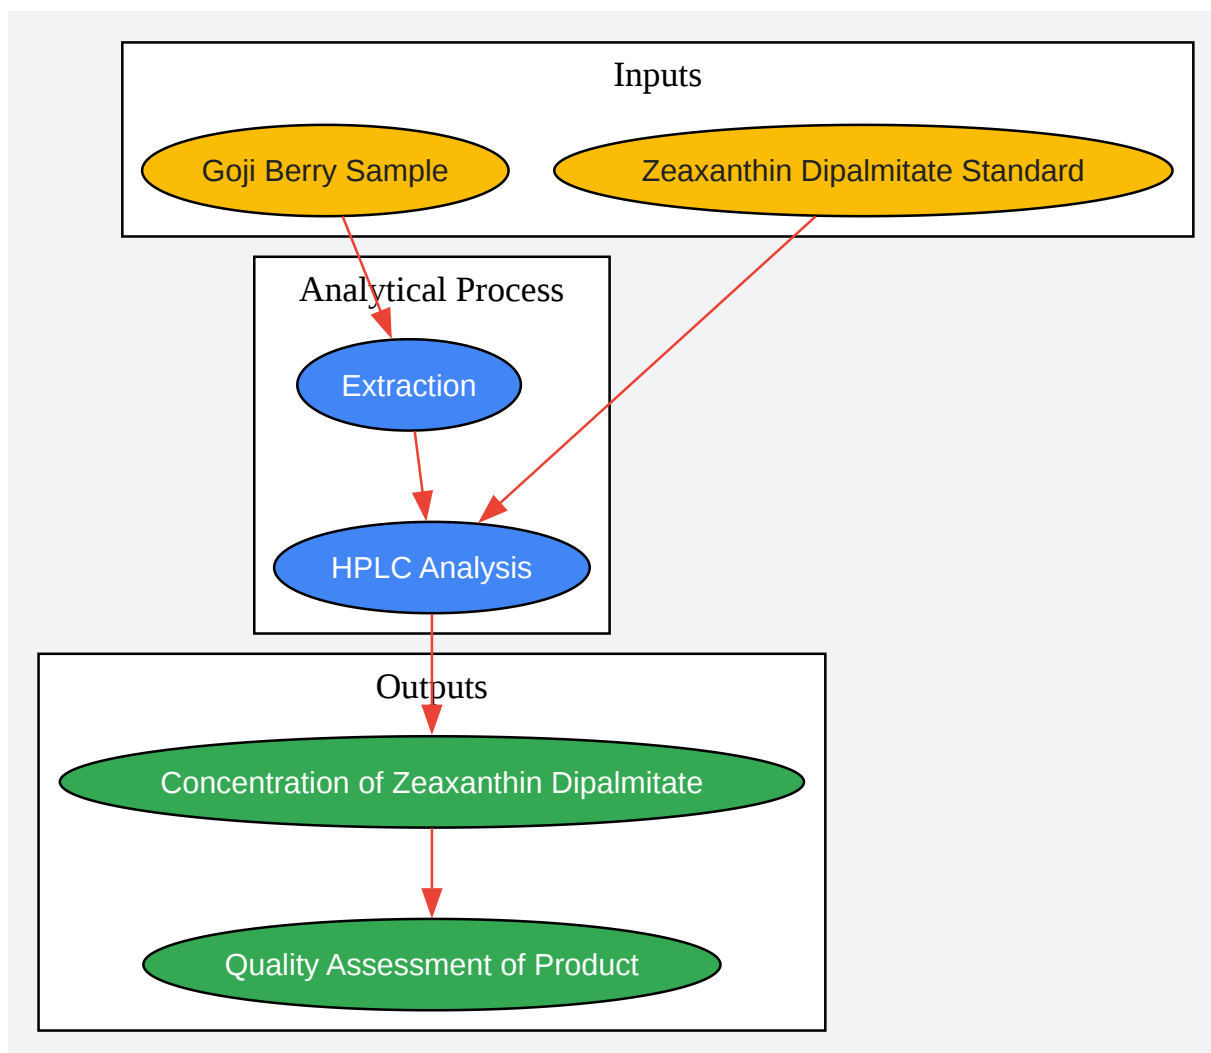 Inputs
Goji Berry Sample
Zeaxanthin Dipalmitate Standard
Analytical Process
Extraction
HPLC Analysis
Outputs
Concentration of Zeaxanthin Dipalmitate
Quality Assessment of Product